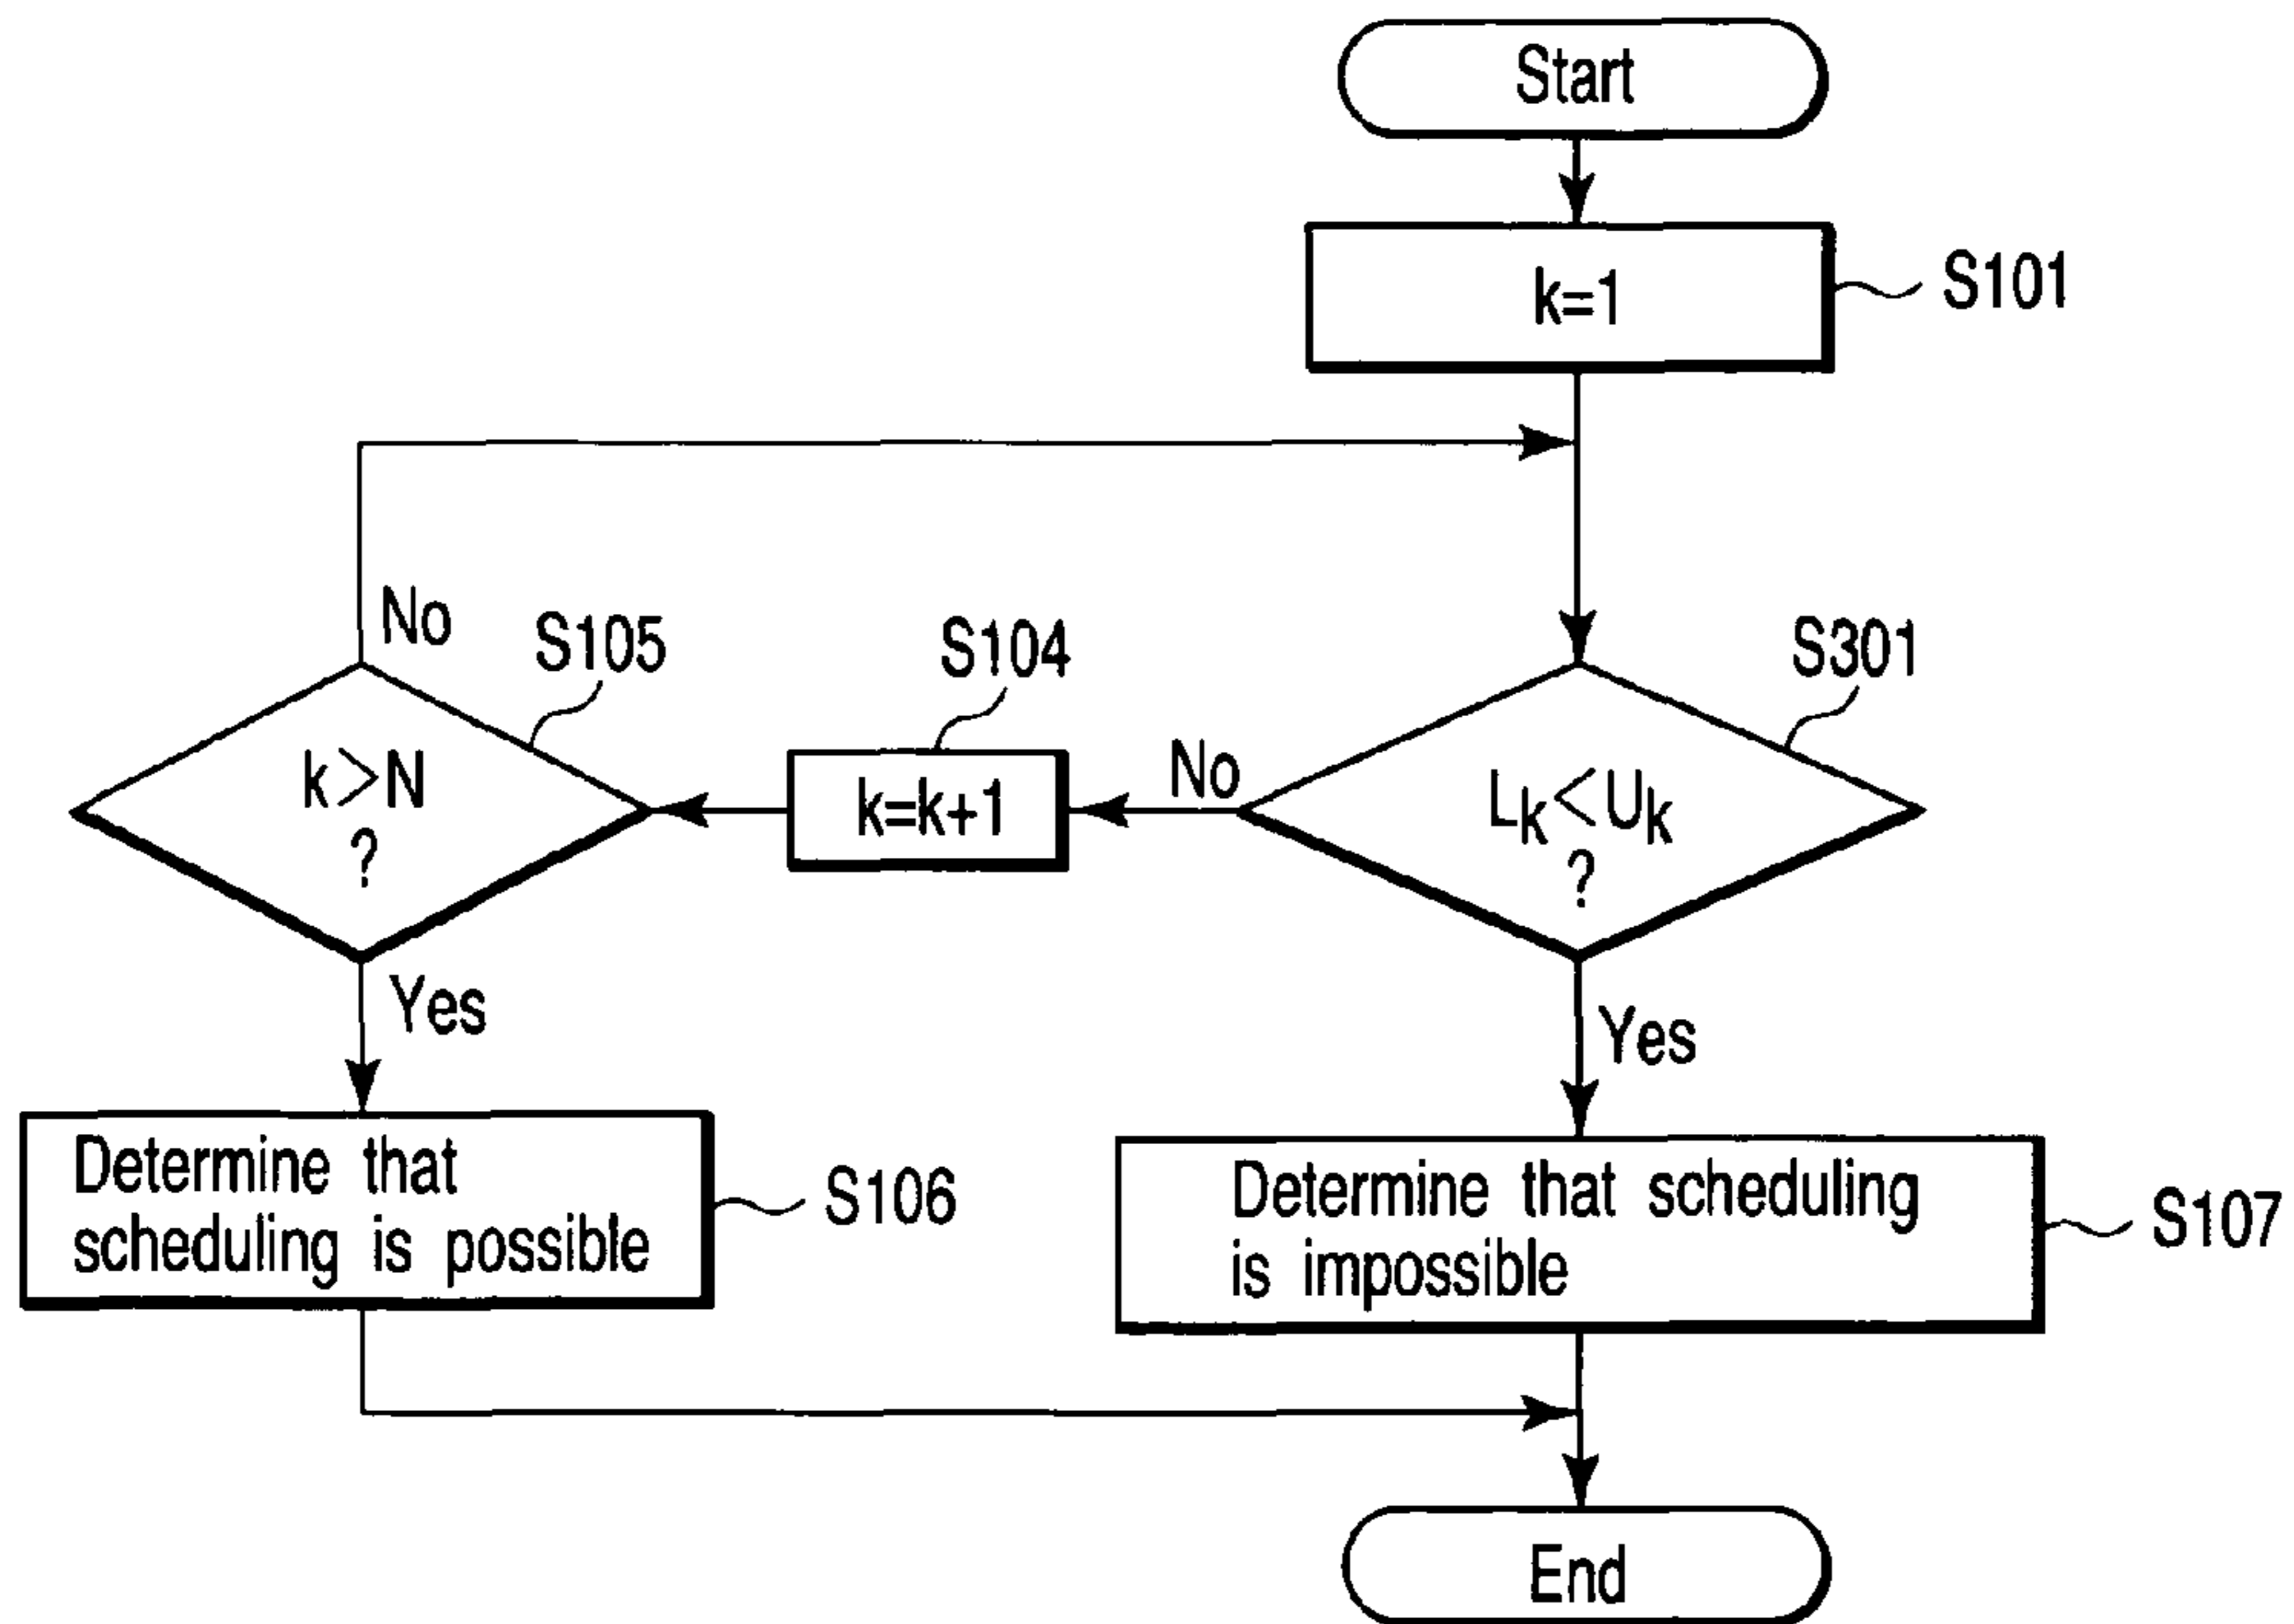 Start
k=1
S101
No
S105
S104
S301
k>N
?
k=k+1
No
Lk<Uk
?
Yes
Yes
Determine that
scheduling is possible
S106
Determine that scheduling
is impossible
S107
End